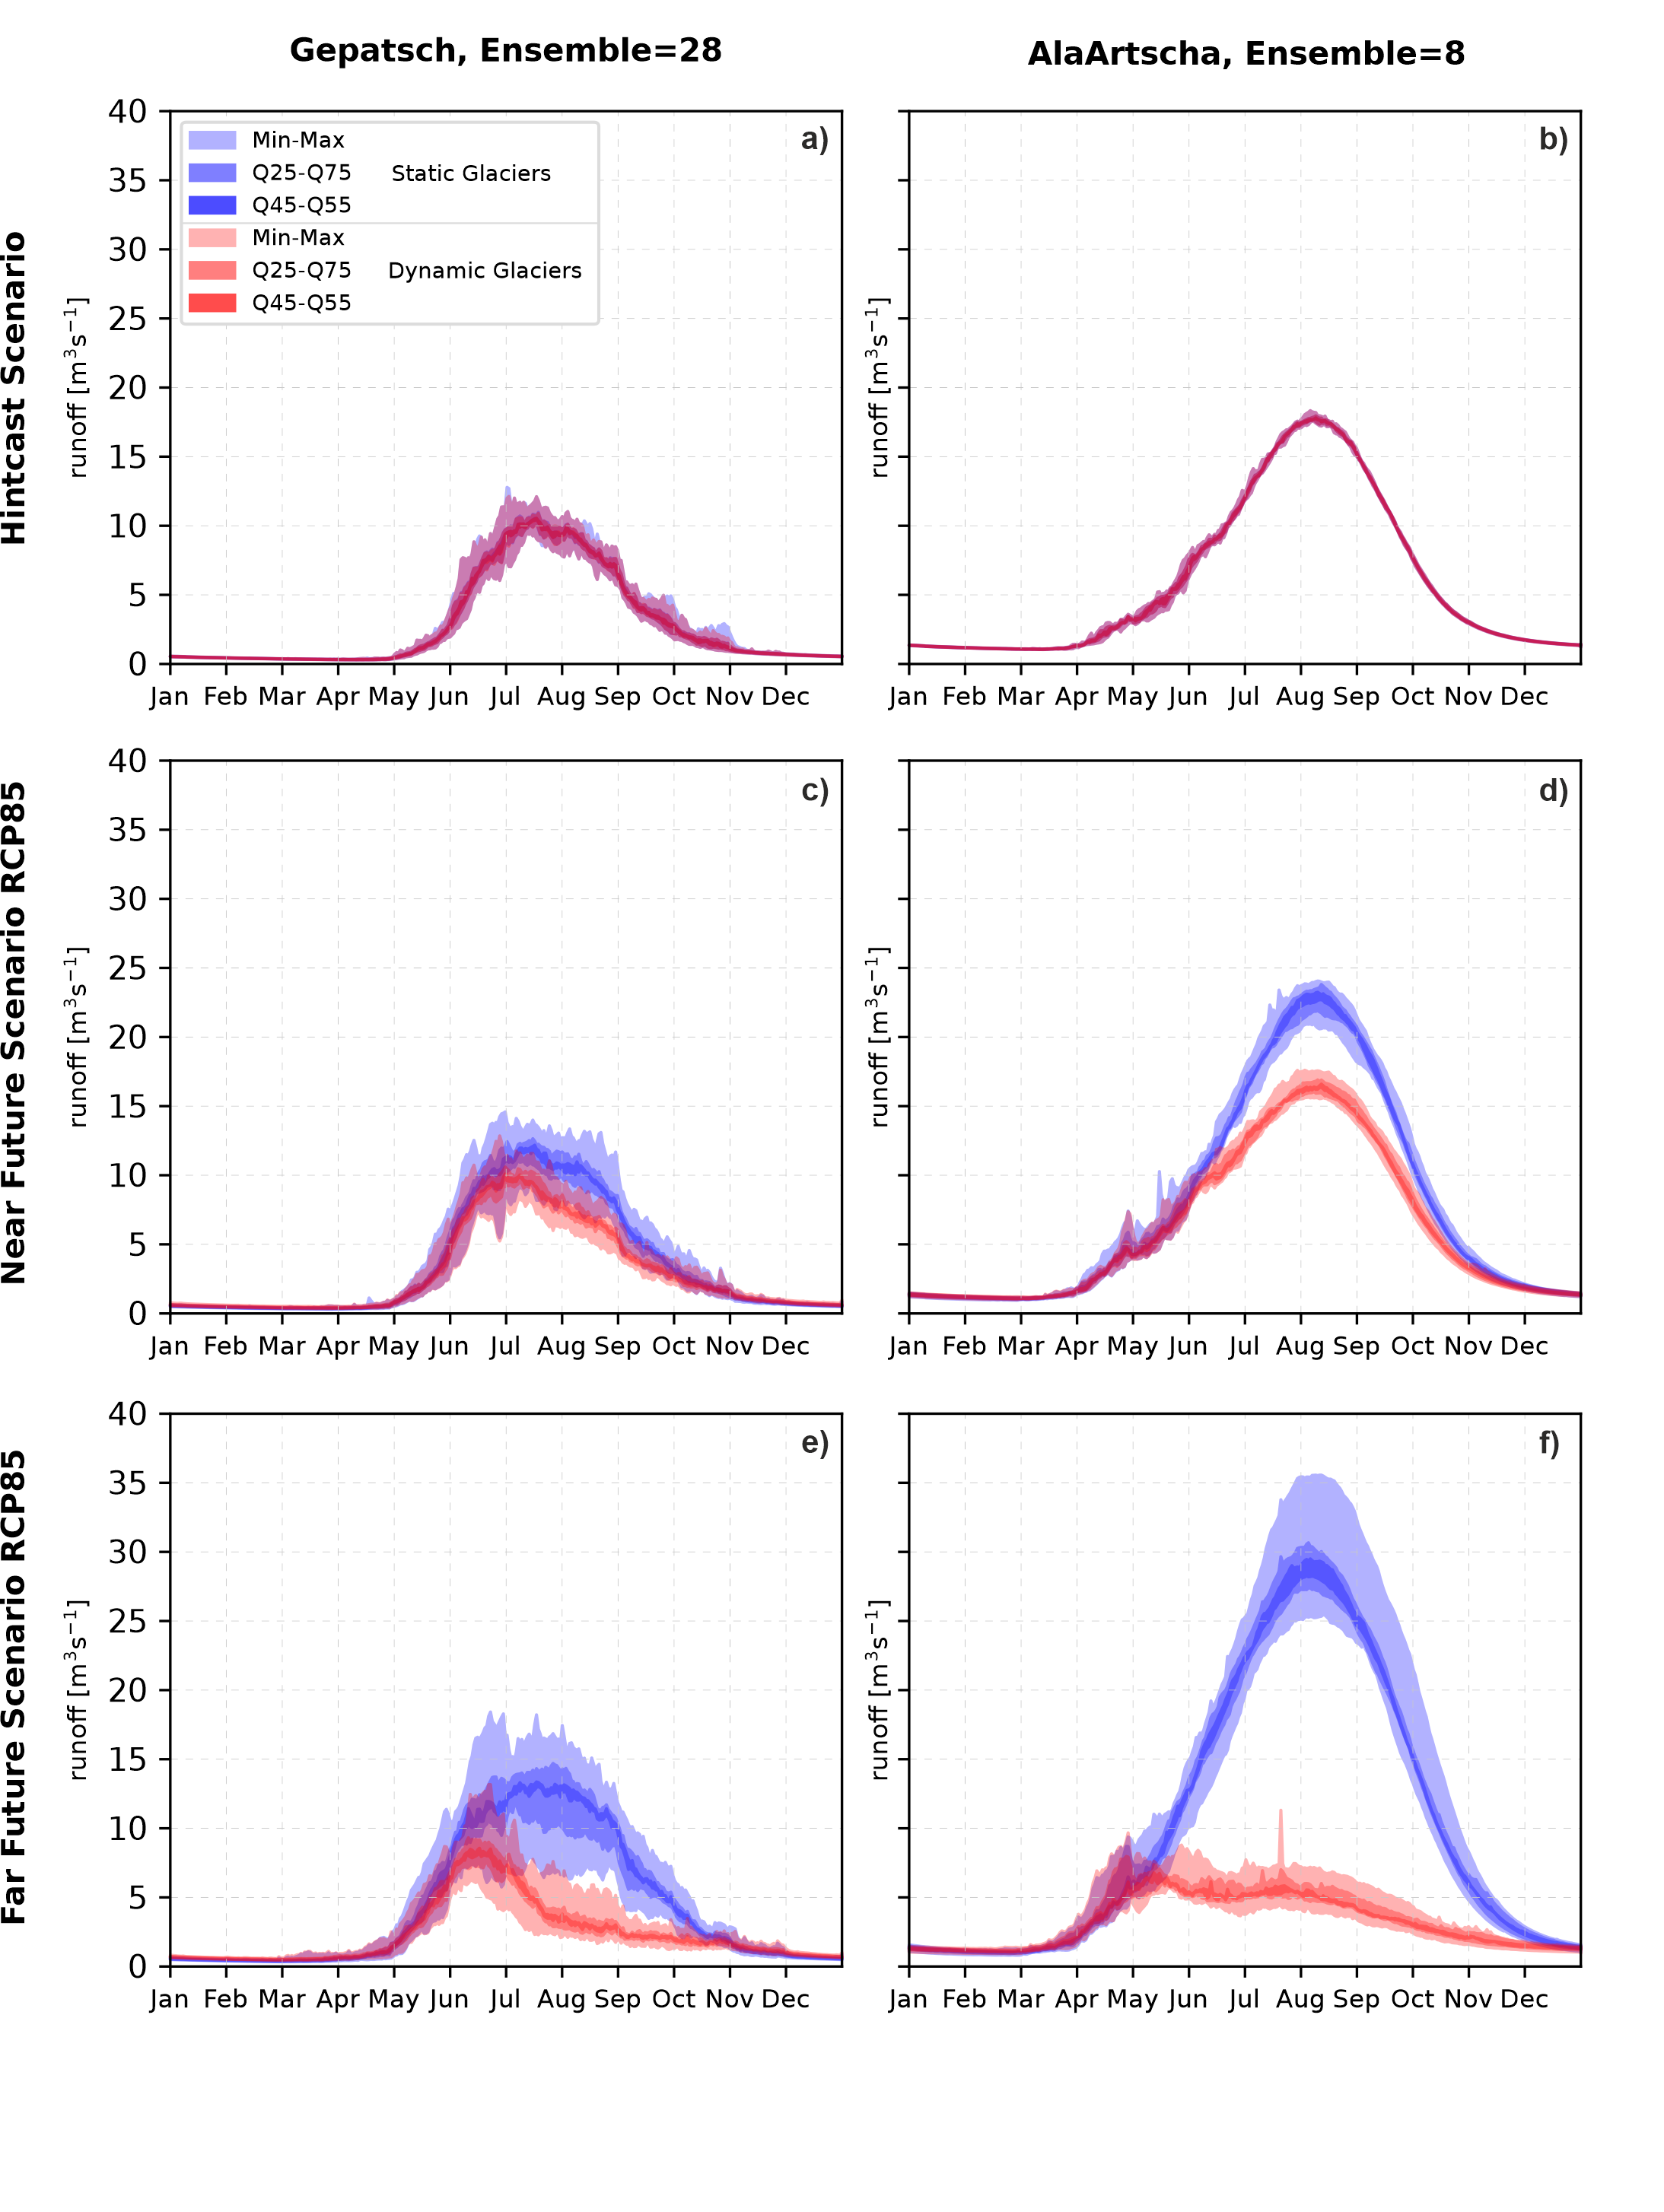 Gepatsch, Ensemble=28
AlaArtscha, Ensemble=8
Hintcast Scenario
runoff [m³s⁻¹]
40
35
30
25
20
15
10
5
0
Min-Max
Q25-Q75 Static Glaciers
Q45-Q55
Min-Max
Q25-Q75 Dynamic Glaciers
Q45-Q55
a)
Jan Feb Mar Apr May Jun Jul Aug Sep Oct Nov Dec
runoff [m³s⁻¹]
b)
Jan Feb Mar Apr May Jun Jul Aug Sep Oct Nov Dec
Near Future Scenario RCP85
runoff [m³s⁻¹]
40
35
30
25
20
15
10
5
0
c)
Jan Feb Mar Apr May Jun Jul Aug Sep Oct Nov Dec
runoff [m³s⁻¹]
d)
Jan Feb Mar Apr May Jun Jul Aug Sep Oct Nov Dec
Far Future Scenario RCP85
runoff [m³s⁻¹]
40
35
30
25
20
15
10
5
0
e)
Jan Feb Mar Apr May Jun Jul Aug Sep Oct Nov Dec
runoff [m³s⁻¹]
f)
Jan Feb Mar Apr May Jun Jul Aug Sep Oct Nov Dec